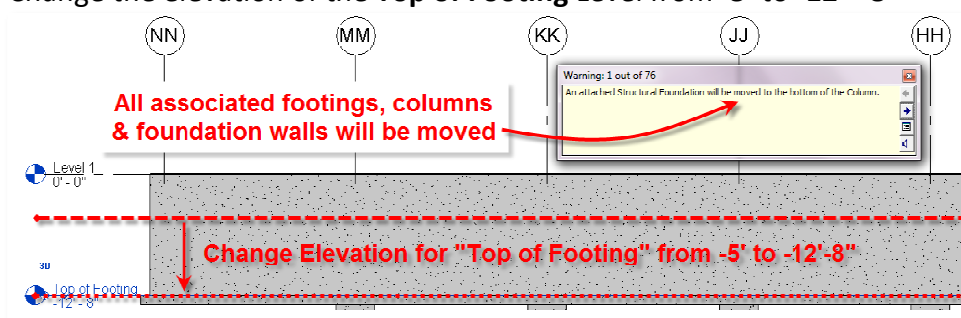 Change the elevation of the Top of Footing Level from -5' to -12' - 8"
NN MM KK JJ HH
Warning: 1 out of 76
An attached Structural Foundation will be moved to the bottom of the Column.
All associated footings, columns
& foundation walls will be moved
Level 1
0' - 0"
Change Elevation for "Top of Footing" from -5' to -12'-8"
3D
Top of Footing
-12' - 8"